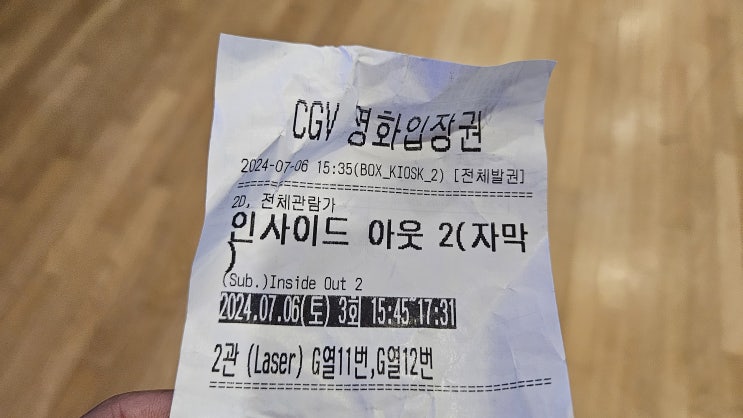 CGV 영화입장권
2024-07-06 15:35(BOX_KIOSK_2) [전체발권]
2D, 전체관람가
인사이드 아웃 2(자막
)
(Sub.)Inside Out 2
2024.07.06(토) 3회 15:45~17:31
2관 (Laser) G열11번,G열12번